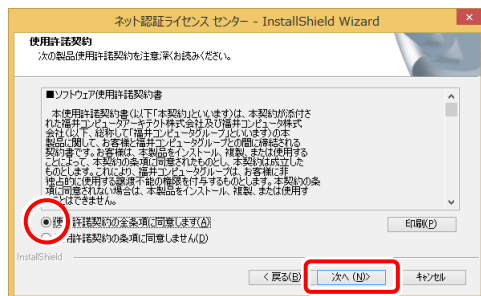 ネット認証ライセンス センター - InstallShield Wizard
使用許諾契約
次の製品使用許諾契約を注意深くお読みください。
■ソフトウェア使用許諾契約書
本使用許諾契約書(以下「本契約」といいます)は、本契約が添付さ
れた福井コンピュータアーキテクト株式会社及び福井コンピュータ株式
会社(以下、総称して「福井コンピュータグループ」といいます)の本
製品に関して、お客様と福井コンピュータグループとの間に締結される
契約書です。お客様は、本製品をインストール、複製、または使用する
ことによって、本契約の条項に同意されたものとし、本契約は成立した
ものとします。これにより、福井コンピュータグループは、お客様に非
独占的に使用する譲渡不能の権限を付与するものとします。本契約の条
項に同意されない場合は、本製品をインストール、複製、または使用す
ことはできません。
使 許諾契約の全条項に同意します(A)
許諾契約の条項に同意しません(D)
印刷(P)
InstallShield
< 戻る(B)
次へ (N)>
キャンセル